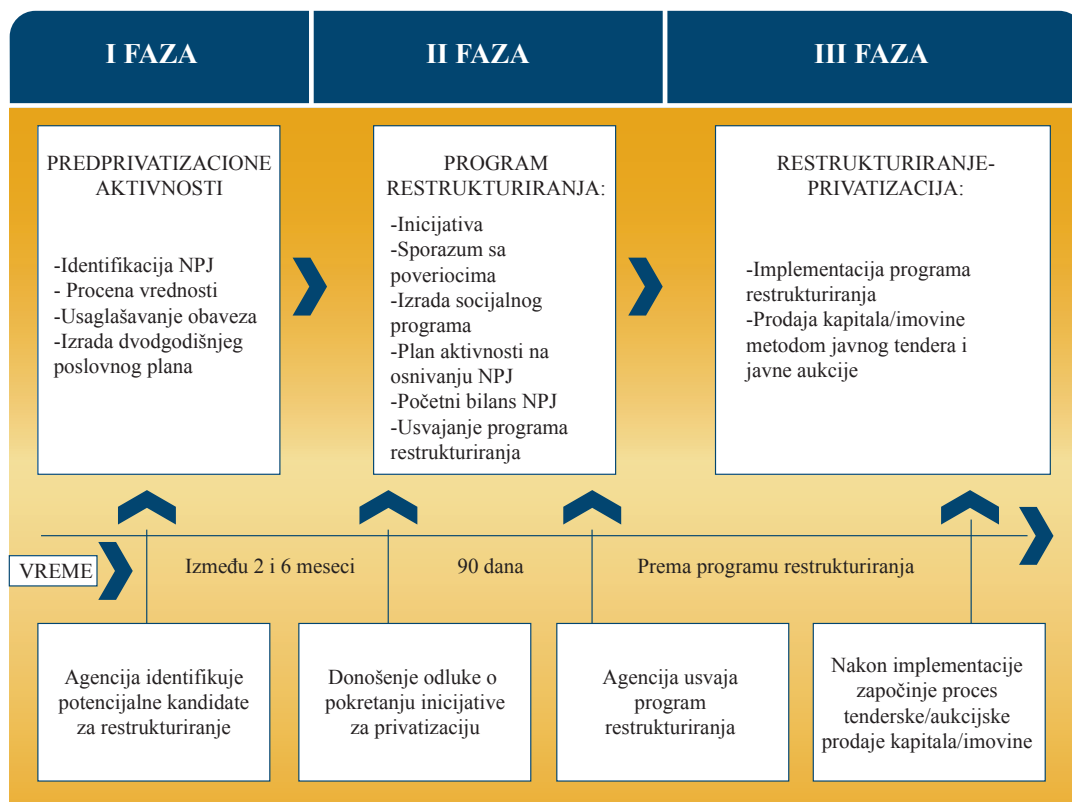 I FAZA
II FAZA
III FAZA
PREDPRIVATIZACIONE
AKTIVNOSTI
-Identifikacija NPJ
- Procena vrednosti
-Usaglašavanje obaveza
-Izrada dvodgodišnjeg
poslovnog plana
PROGRAM
RESTRUKTURIRANJA:
-Inicijativa
-Sporazum sa
poveriocima
-Izrada socijalnog
programa
-Plan aktivnosti na
osnivanju NPJ
-Početni bilans NPJ
-Usvajanje programa
restrukturiranja
RESTRUKTURIRANJE-
PRIVATIZACIJA:
-Implementacija programa
restrukturiranja
-Prodaja kapitala/imovine
metodom javnog tendera i
javne aukcije
VREME
Između 2 i 6 meseci
90 dana
Prema programu restrukturiranja
Agencija identifikuje
potencijalne kandidate
za restrukturiranje
Donošenje odluke o
pokretanju inicijative
za privatizaciju
Agencija usvaja
program
restrukturiranja
Nakon implementacije
započinje proces
tenderske/aukcijske
prodaje kapitala/imovine